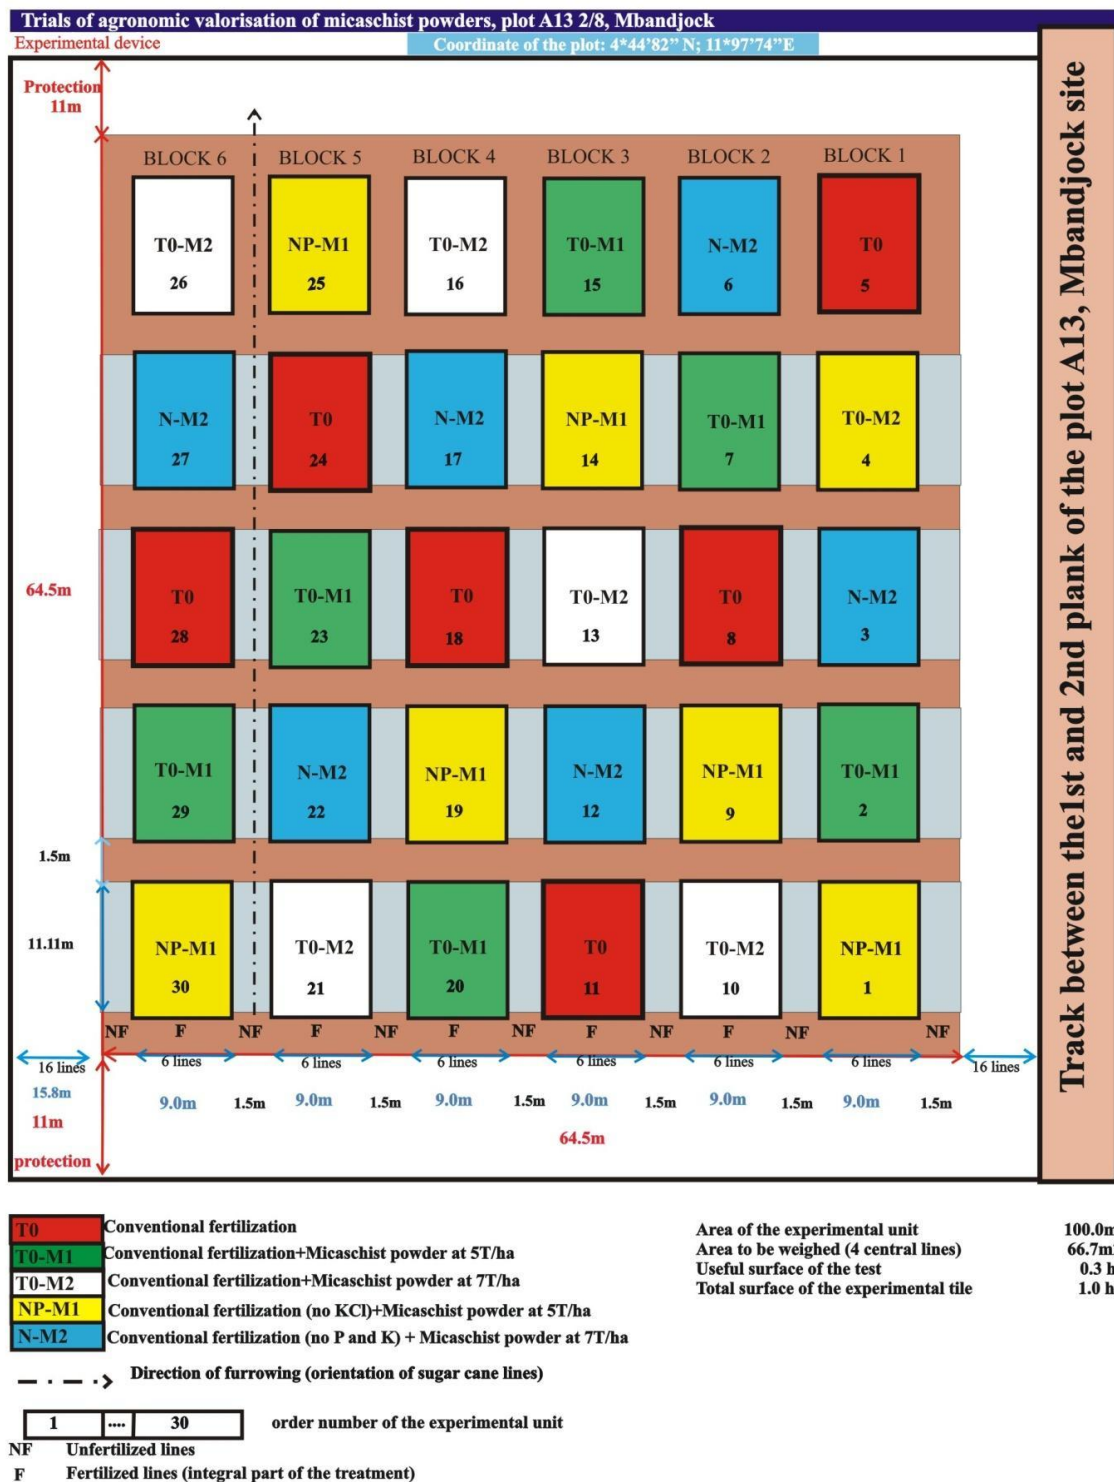 Trials of agronomic valorisation of micaschist powders, plot A13 2/8, Mbandjock
Experimental device
Coordinate of the plot: 4*44'82" N; 11*97'74"E
Protection
11m
BLOCK 6 BLOCK 5 BLOCK 4 BLOCK 3 BLOCK 2 BLOCK 1
T0-M2 NP-M1 T0-M2 T0-M1 N-M2 T0
26 25 16 15 6 5
N-M2 T0 N-M2 NP-M1 T0-M1 T0-M2
27 24 17 14 7 4
64.5m
T0 T0-M1 T0 T0-M2 T0 N-M2
28 23 18 13 8 3
T0-M1 N-M2 NP-M1 N-M2 NP-M1 T0-M1
29 22 19 12 9 2
1.5m
11.11m
NP-M1 T0-M2 T0-M1 T0 T0-M2 NP-M1
30 21 20 11 10 1
NF F NF F NF F NF F NF F NF NF
16 lines 6 lines 6 lines 6 lines 6 lines 6 lines 6 lines 16 lines
15.8m 9.0m 1.5m 9.0m 1.5m 9.0m 1.5m 9.0m 1.5m 9.0m 1.5m 9.0m 1.5m
11m
64.5m
protection
Track between the1st and 2nd plank of the plot A13, Mbandjock site
T0 Conventional fertilization
T0-M1 Conventional fertilization+Micaschist powder at 5T/ha
T0-M2 Conventional fertilization+Micaschist powder at 7T/ha
NP-M1 Conventional fertilization (no KCl)+Micaschist powder at 5T/ha
N-M2 Conventional fertilization (no P and K) + Micaschist powder at 7T/ha
Direction of furrowing (orientation of sugar cane lines)
1 .... 30 order number of the experimental unit
NF Unfertilized lines
F Fertilized lines (integral part of the treatment)
Area of the experimental unit 100.0m
Area to be weighed (4 central lines) 66.7m
Useful surface of the test 0.3 h
Total surface of the experimental tile 1.0 h